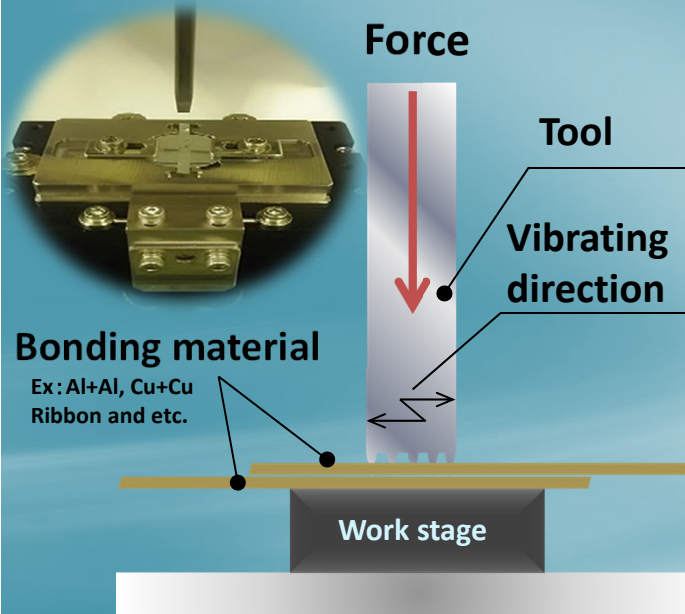 Force
Tool
Vibrating
direction
Bonding material
Ex：Al+Al, Cu+Cu
Ribbon and etc.
Work stage